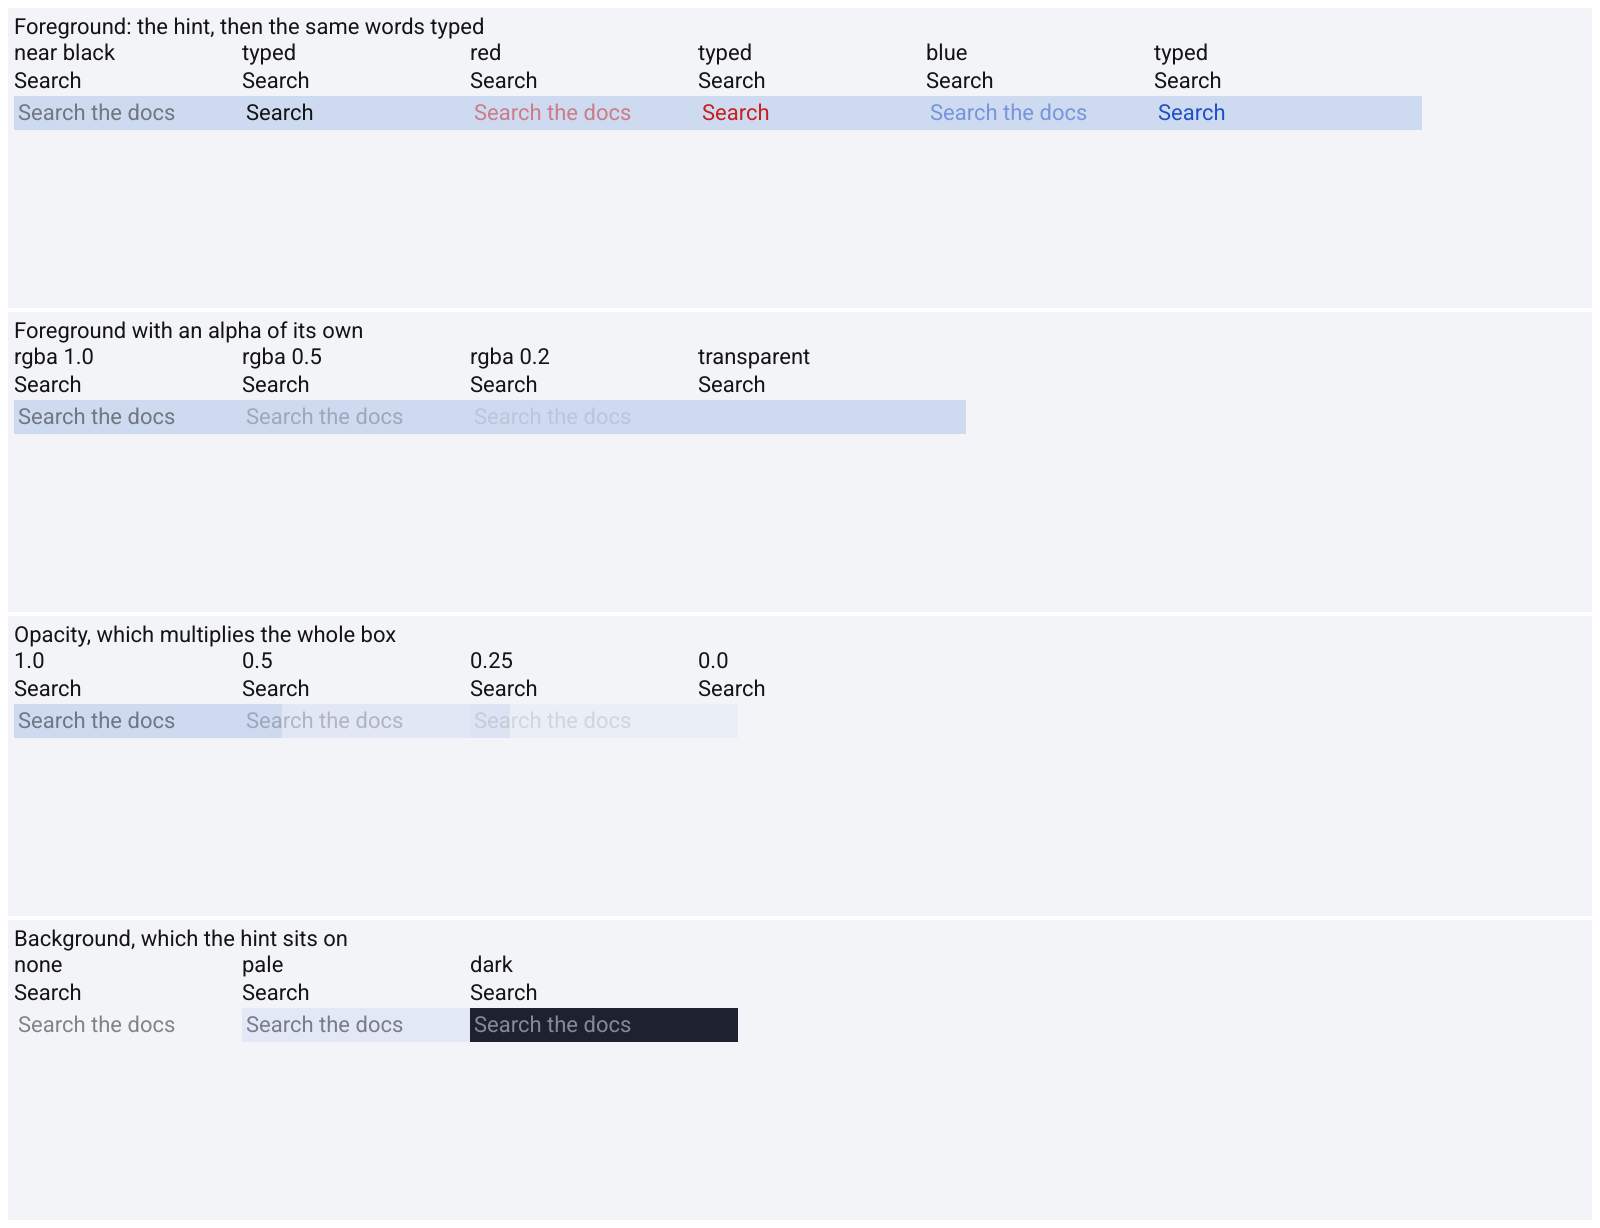 Foreground: the hint, then the same words typed
near black typed red typed blue typed
Search Search Search Search Search Search
Search the docs Search Search the docs Search Search the docs Search
Foreground with an alpha of its own
rgba 1.0 rgba 0.5 rgba 0.2 transparent
Search Search Search Search
Search the docs Search the docs Search the docs
Opacity, which multiplies the whole box
1.0 0.5 0.25 0.0
Search Search Search Search
Search the docs Search the docs Search the docs
Background, which the hint sits on
none pale dark
Search Search Search
Search the docs Search the docs Search the docs